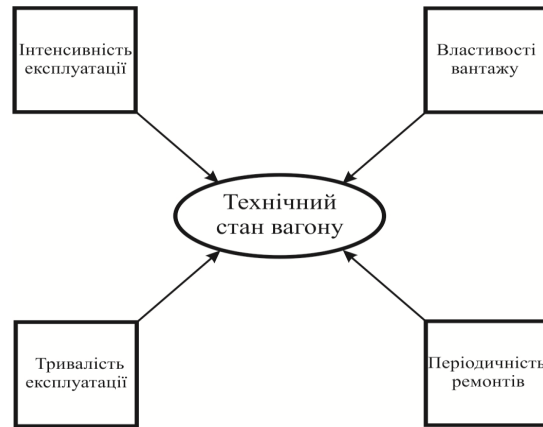 Інтенсивність
експлуатації
Властивості
вантажу
Технічний
стан вагону
Тривалість
експлуатації
Періодичність
ремонтів